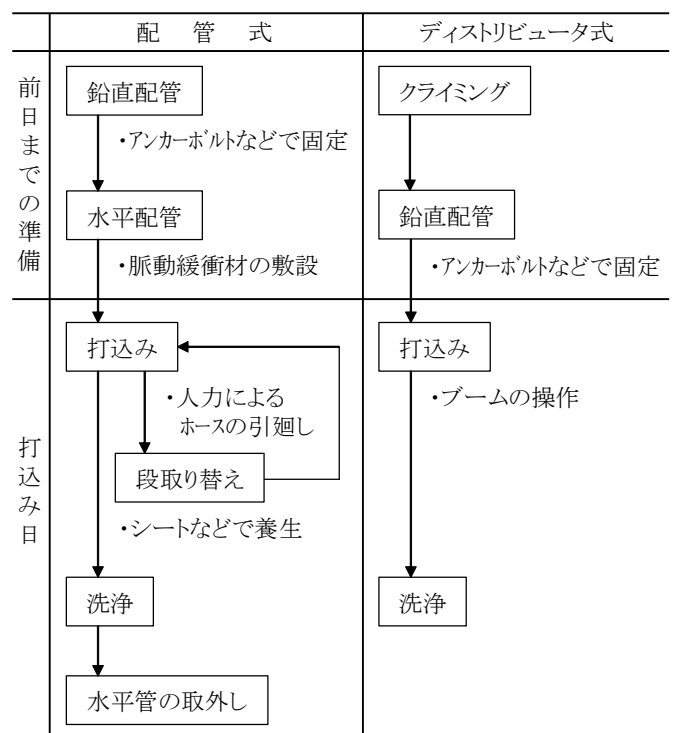 配管式
ディストリビュータ式
前日までの準備
鉛直配管
・アンカーボルトなどで固定
水平配管
・脈動緩衝材の敷設
クライミング
鉛直配管
・アンカーボルトなどで固定
打込み日
打込み
・人力による
ホースの引廻し
段取り替え
・シートなどで養生
洗浄
水平管の取外し
打込み
・ブームの操作
洗浄